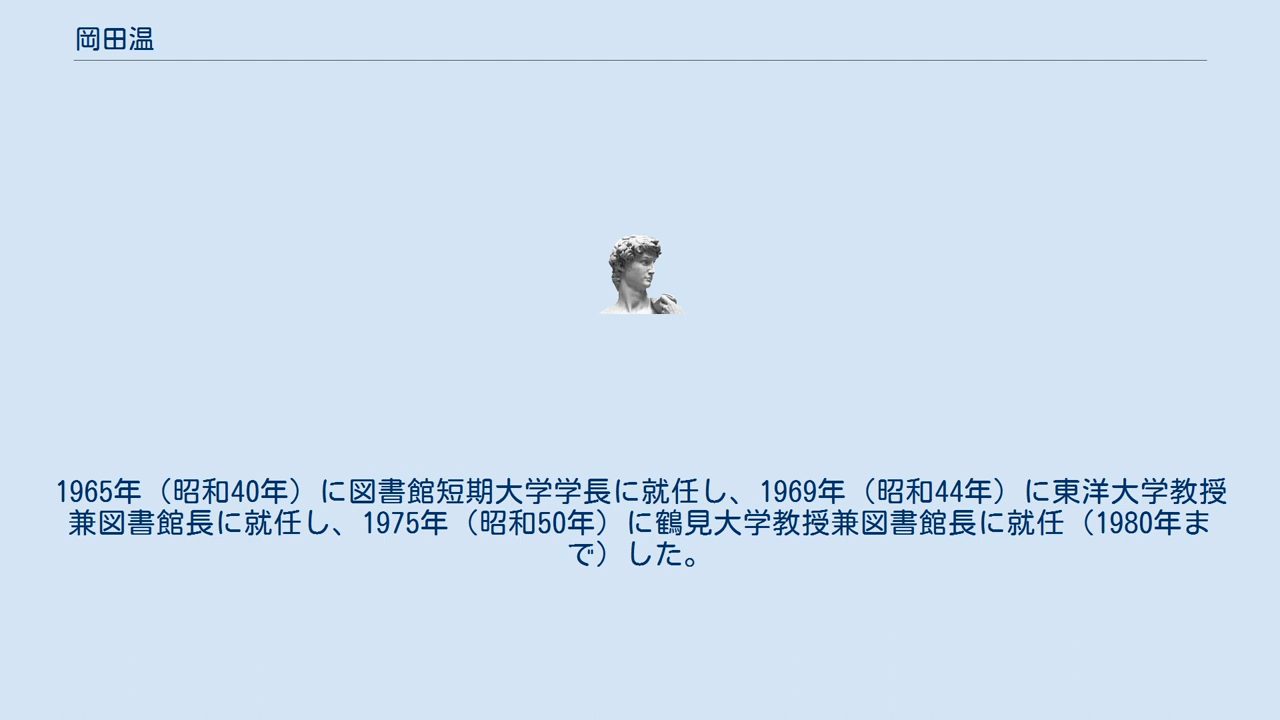 岡田温
1965年（昭和40年）に図書館短期大学学長に就任し、1969年（昭和44年）に東洋大学教授
兼図書館長に就任し、1975年（昭和50年）に鶴見大学教授兼図書館長に就任（1980年ま
で）した。